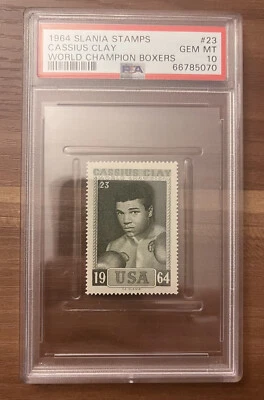 1964 SLANIA STAMPS #23
CASSIUS CLAY GEM MT
WORLD CHAMPION BOXERS 10
PSA 66785070
CASSIUS CLAY
23
19 USA 64